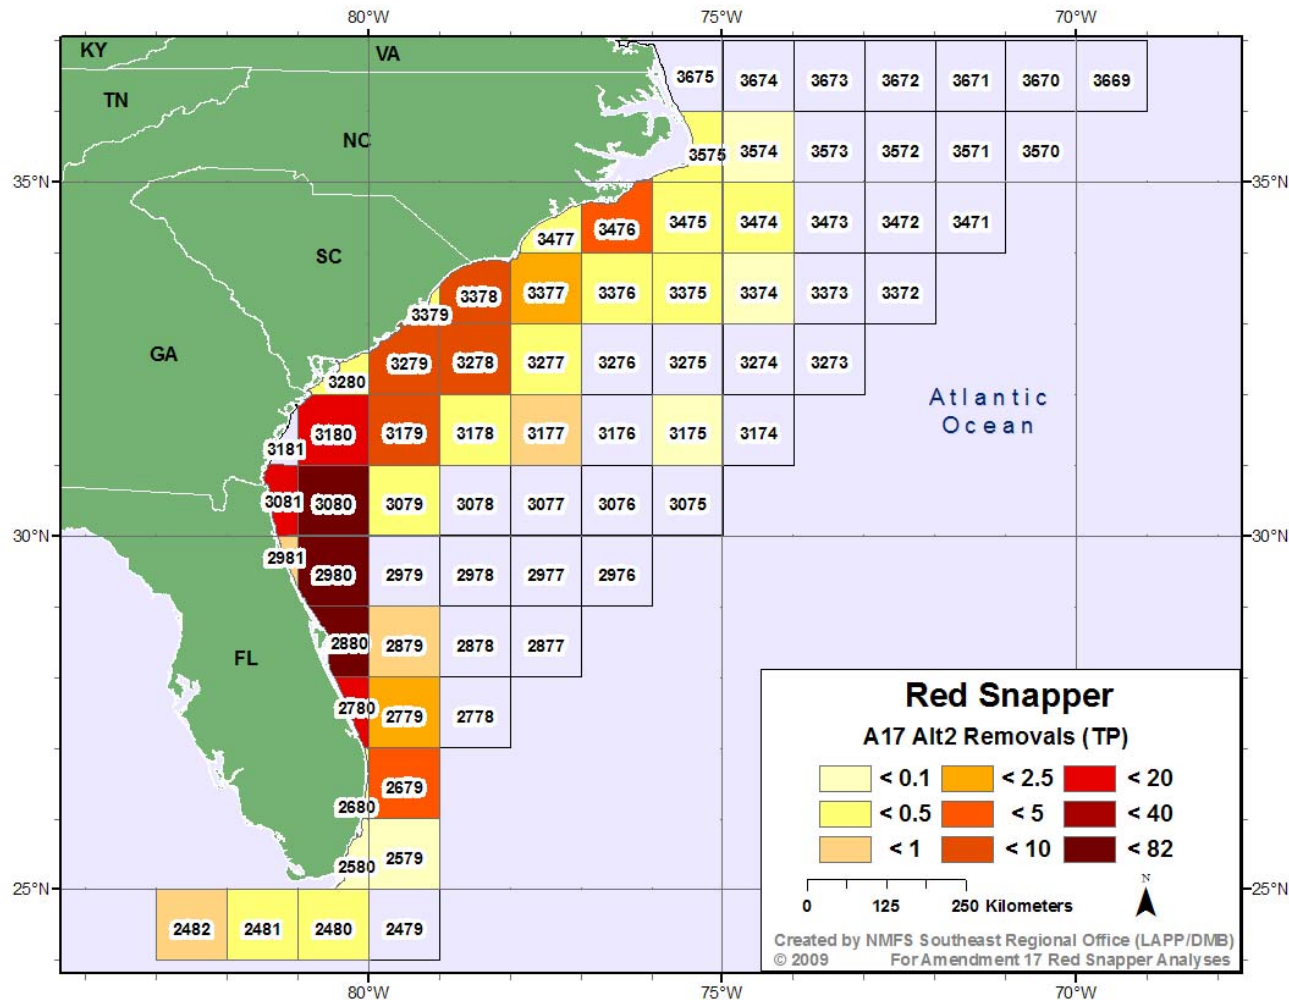 80°W 75°W 70°W
KY VA
3675 3674 3673 3672 3671 3670 3669
TN
NC
3575 3574 3573 3572 3571 3570
35°N 35°N
3477 3476 3475 3474 3473 3472 3471
SC
3379 3378 3377 3376 3375 3374 3373 3372
GA
3280 3279 3278 3277 3276 3275 3274 3273
Atlantic
Ocean
3181 3180 3179 3178 3177 3176 3175 3174
3081 3080 3079 3078 3077 3076 3075
30°N 30°N
2981 2980 2979 2978 2977 2976
2880 2879 2878 2877
FL
2780 2779 2778
2680 2679
2580 2579
25°N 25°N
2482 2481 2480 2479
Red Snapper
A17 Alt2 Removals (TP)
< 0.1 < 2.5 < 20
< 0.5 < 5 < 40
< 1 < 10 < 82
N
0 125 250 Kilometers
Created by NMFS Southeast Regional Office (LAPP/DMB)
© 2009 For Amendment 17 Red Snapper Analyses
80°W 75°W 70°W